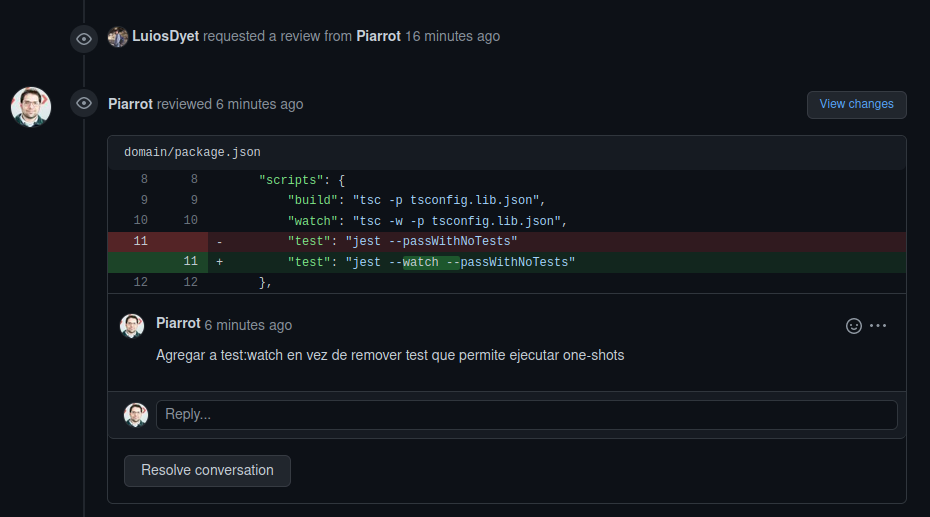 LuiosDyet requested a review from Piarrot 16 minutes ago
Piarrot reviewed 6 minutes ago
View changes
domain/package.json
8 8 "scripts": {
9 9 "build": "tsc -p tsconfig.lib.json",
10 10 "watch": "tsc -w -p tsconfig.lib.json",
11 - "test": "jest --passWithNoTests"
11 + "test": "jest --watch --passWithNoTests"
12 12 },
Piarrot 6 minutes ago
Agregar a test:watch en vez de remover test que permite ejecutar one-shots
Reply...
Resolve conversation